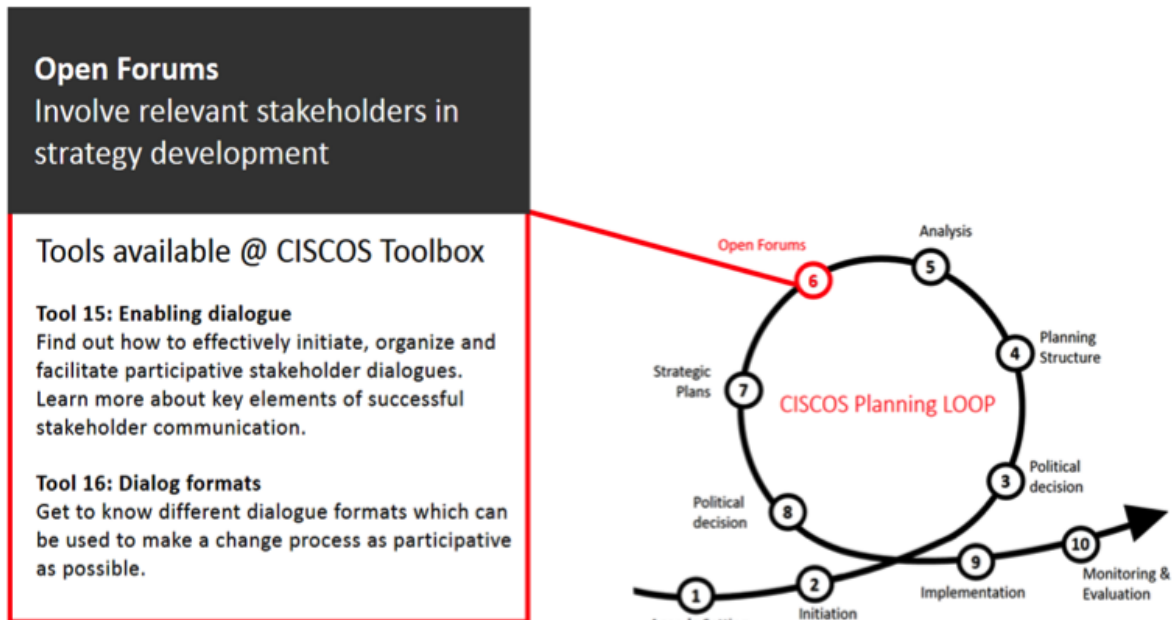 Open Forums
Involve relevant stakeholders in
strategy development
Tools available @ CISCOS Toolbox
Tool 15: Enabling dialogue
Find out how to effectively initiate, organize and
facilitate participative stakeholder dialogues.
Learn more about key elements of successful
stakeholder communication.
Tool 16: Dialog formats
Get to know different dialogue formats which can
be used to make a change process as participative
as possible.
Open Forums
6
Analysis
5
4
Planning
Structure
Strategic
Plans
7
CISCOS Planning LOOP
3
Political
decision
Political
decision
8
1
2
Initiation
9
Implementation
10
Monitoring &
Evaluation